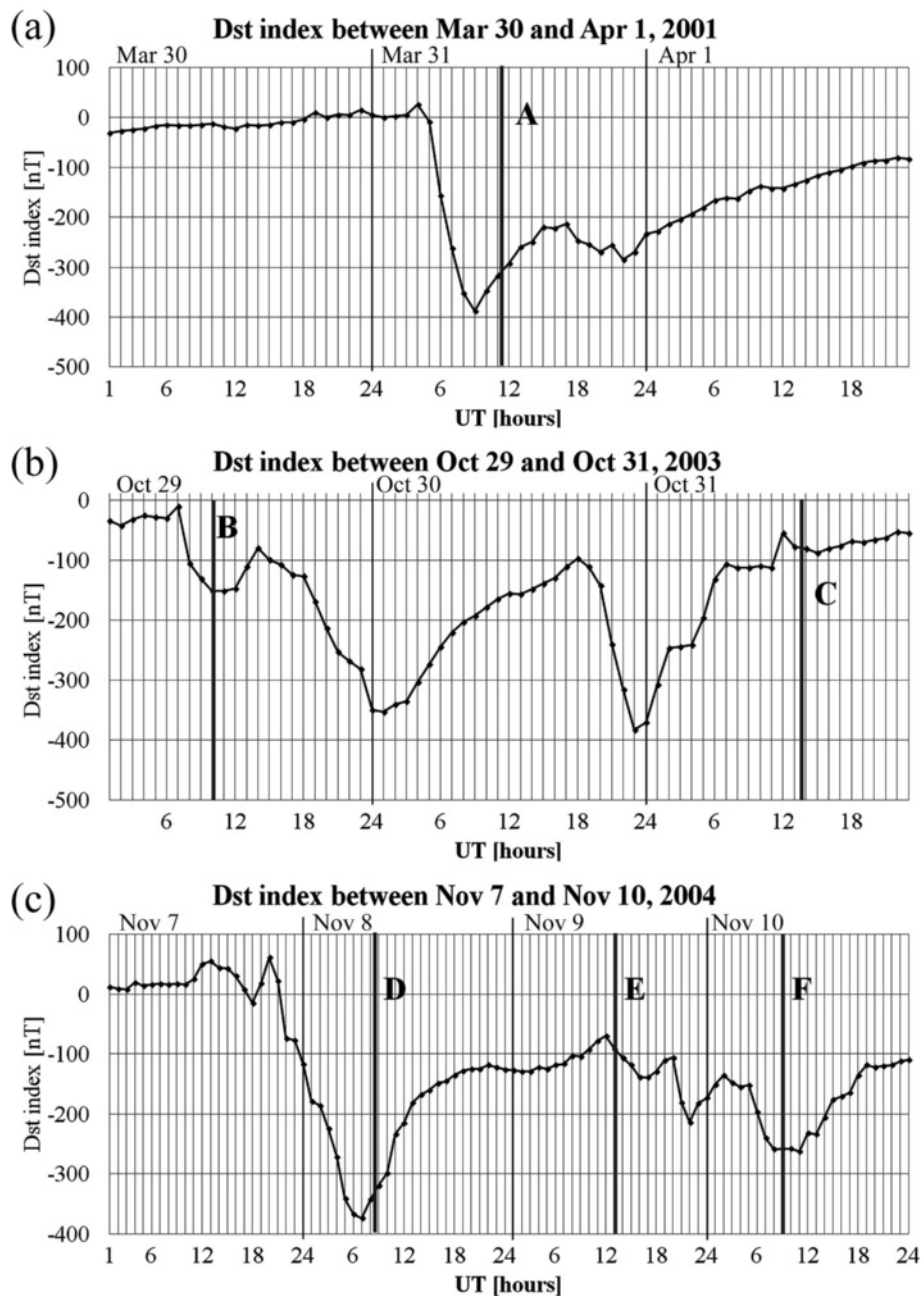 (a)
Dst index between Mar 30 and Apr 1, 2001
Mar 30 Mar 31 Apr 1
100
0
-100
-200
-300
-400
-500
Dst index [nT]
A
1 6 12 18 24 6 12 18 24 6 12 18
UT [hours]
(b)
Dst index between Oct 29 and Oct 31, 2003
Oct 29 Oct 30 Oct 31
0
-100
-200
-300
-400
-500
Dst index [nT]
B
C
6 12 18 24 6 12 18 24 6 12 18
UT [hours]
(c)
Dst index between Nov 7 and Nov 10, 2004
Nov 7 Nov 8 Nov 9 Nov 10
100
0
-100
-200
-300
-400
Dst index [nT]
D E F
1 6 12 18 24 6 12 18 24 6 12 24 6 12 18 24
UT [hours]